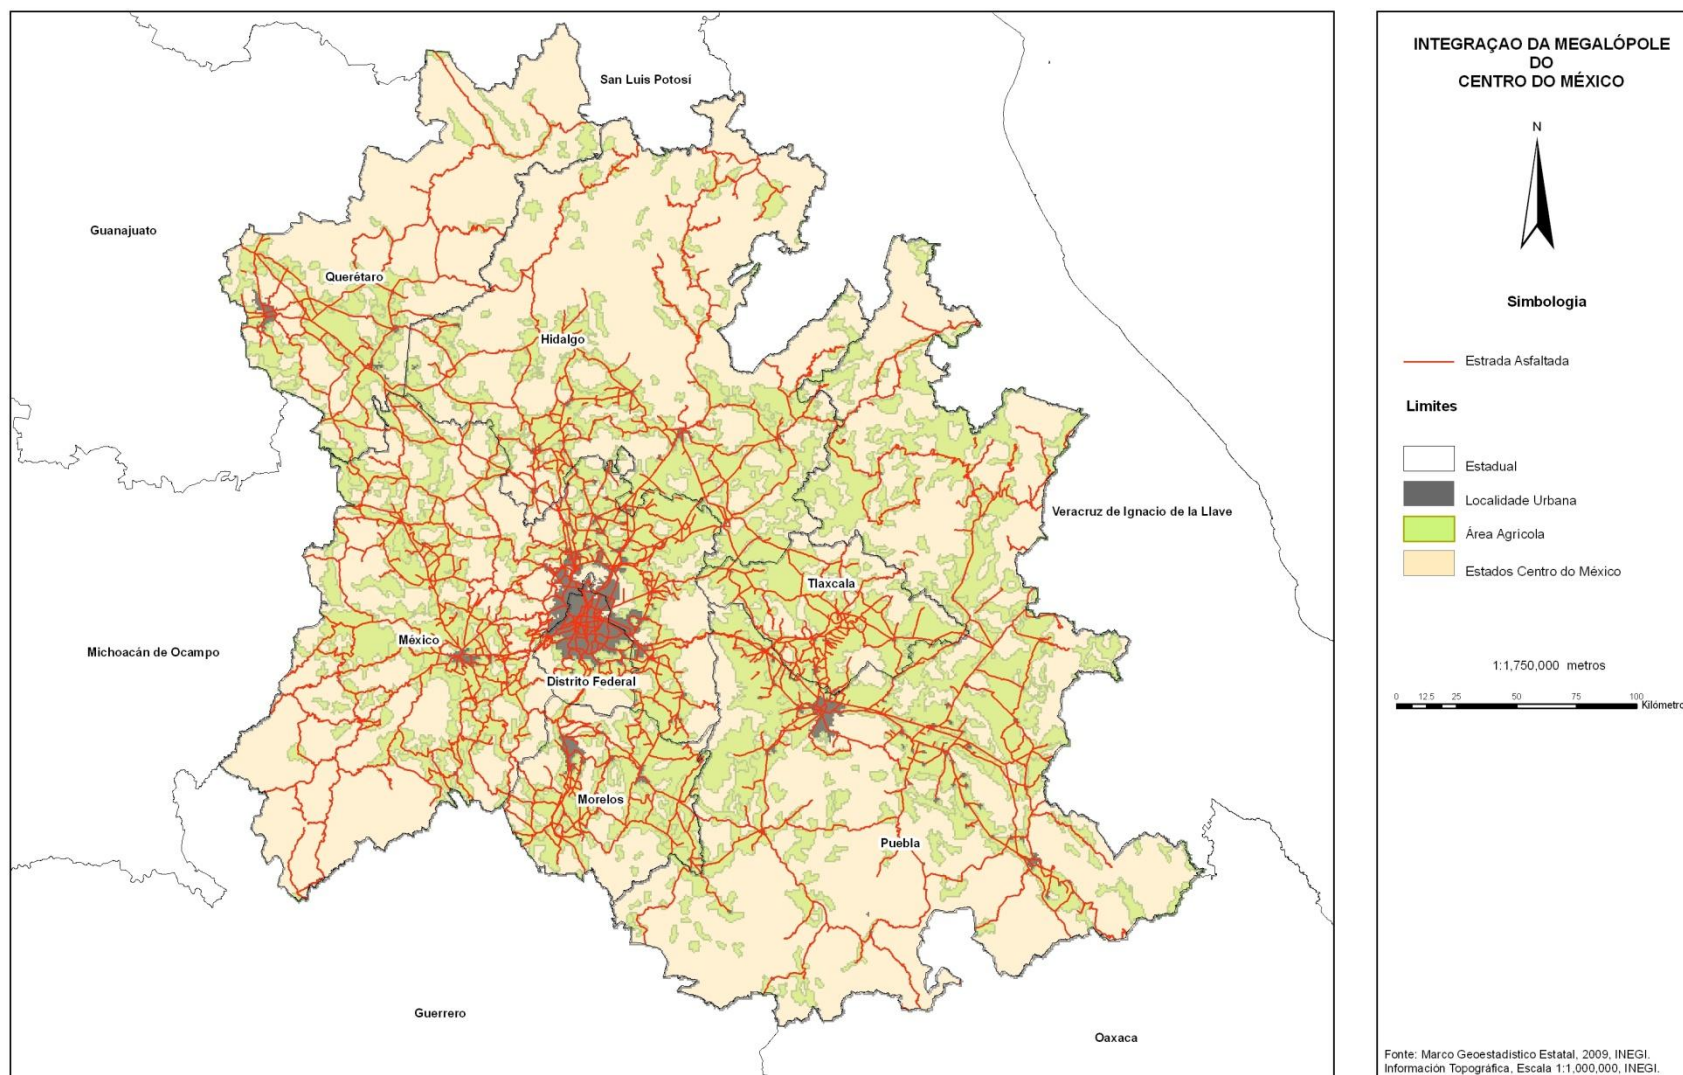 San Luis Potosí
Guanajuato
Querétaro
Hidalgo
Veracruz de Ignacio de la Llave
Tlaxcala
México
Michoacán de Ocampo
Distrito Federal
Morelos
Puebla
Guerrero
Oaxaca
INTEGRAÇAO DA MEGALÓPOLE
DO
CENTRO DO MÉXICO
N
Simbologia
Estrada Asfaltada
Limites
Estadual
Localidade Urbana
Área Agrícola
Estados Centro do México
1:1,750,000 metros
0 12.5 25 50 75 100
Kilómetro
Fonte: Marco Geoestadistico Estatal, 2009, INEGI.
Información Topográfica, Escala 1:1,000,000, INEGI.